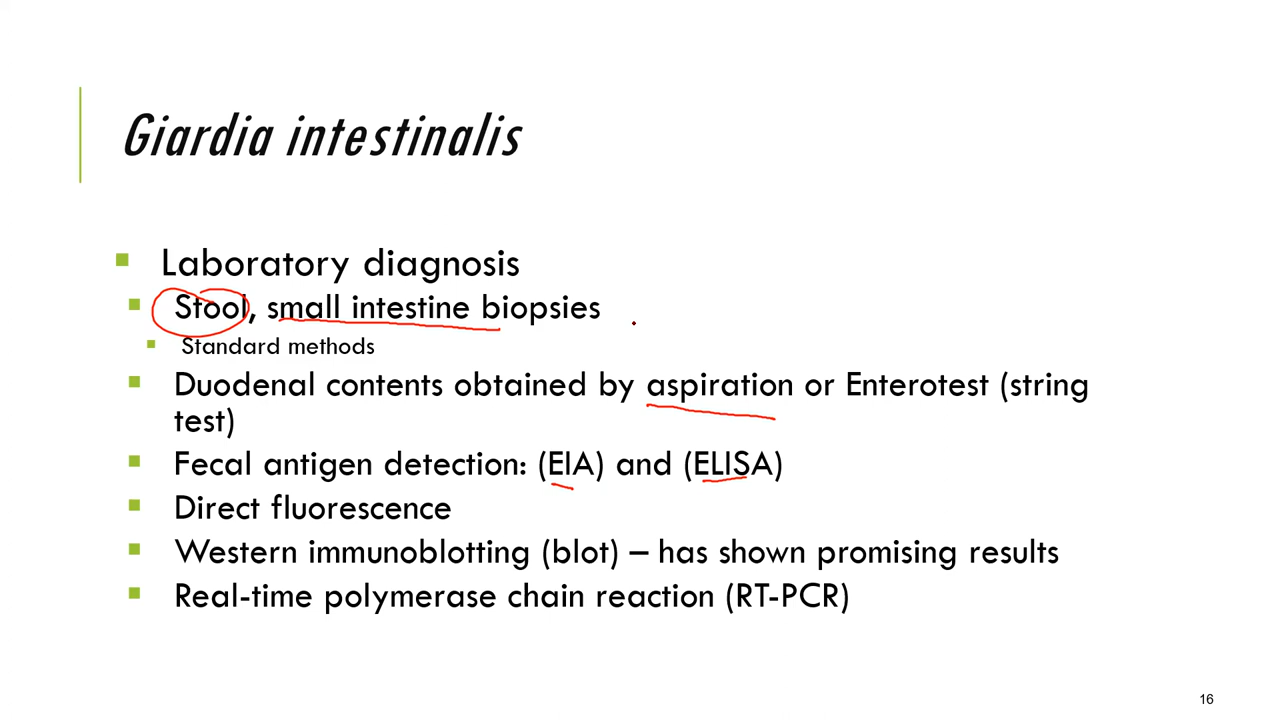 Giardia intestinalis
Laboratory diagnosis
Stool, small intestine biopsies
Standard methods
Duodenal contents obtained by aspiration or Enterotest (string
test)
Fecal antigen detection: (EIA) and (ELISA)
Direct fluorescence
Western immunoblotting (blot) – has shown promising results
Real-time polymerase chain reaction (RT-PCR)
16